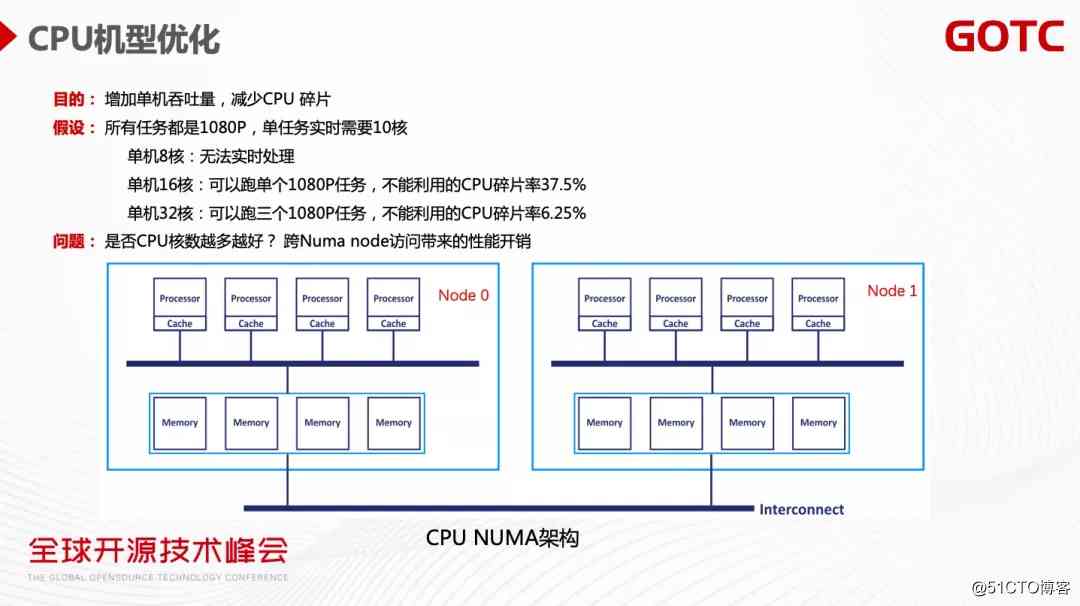 CPU机型优化
GOTC
目的： 增加单机吞吐量，减少CPU 碎片
假设： 所有任务都是1080P，单任务实时需要10核
单机8核：无法实时处理
单机16核：可以跑单个1080P任务，不能利用的CPU碎片率37.5%
单机32核：可以跑三个1080P任务，不能利用的CPU碎片率6.25%
问题： 是否CPU核数越多越好？ 跨Numa node访问带来的性能开销
Processor Processor Processor Processor Node 0
Cache Cache Cache Cache
Memory Memory Memory Memory
Processor Processor Processor Processor Node 1
Cache Cache Cache Cache
Memory Memory Memory Memory
Interconnect
CPU NUMA架构
全球开源技术峰会
THE GLOBAL OPENSOURCE TECHNOLOGY CONFERENCE
@51CTO博客